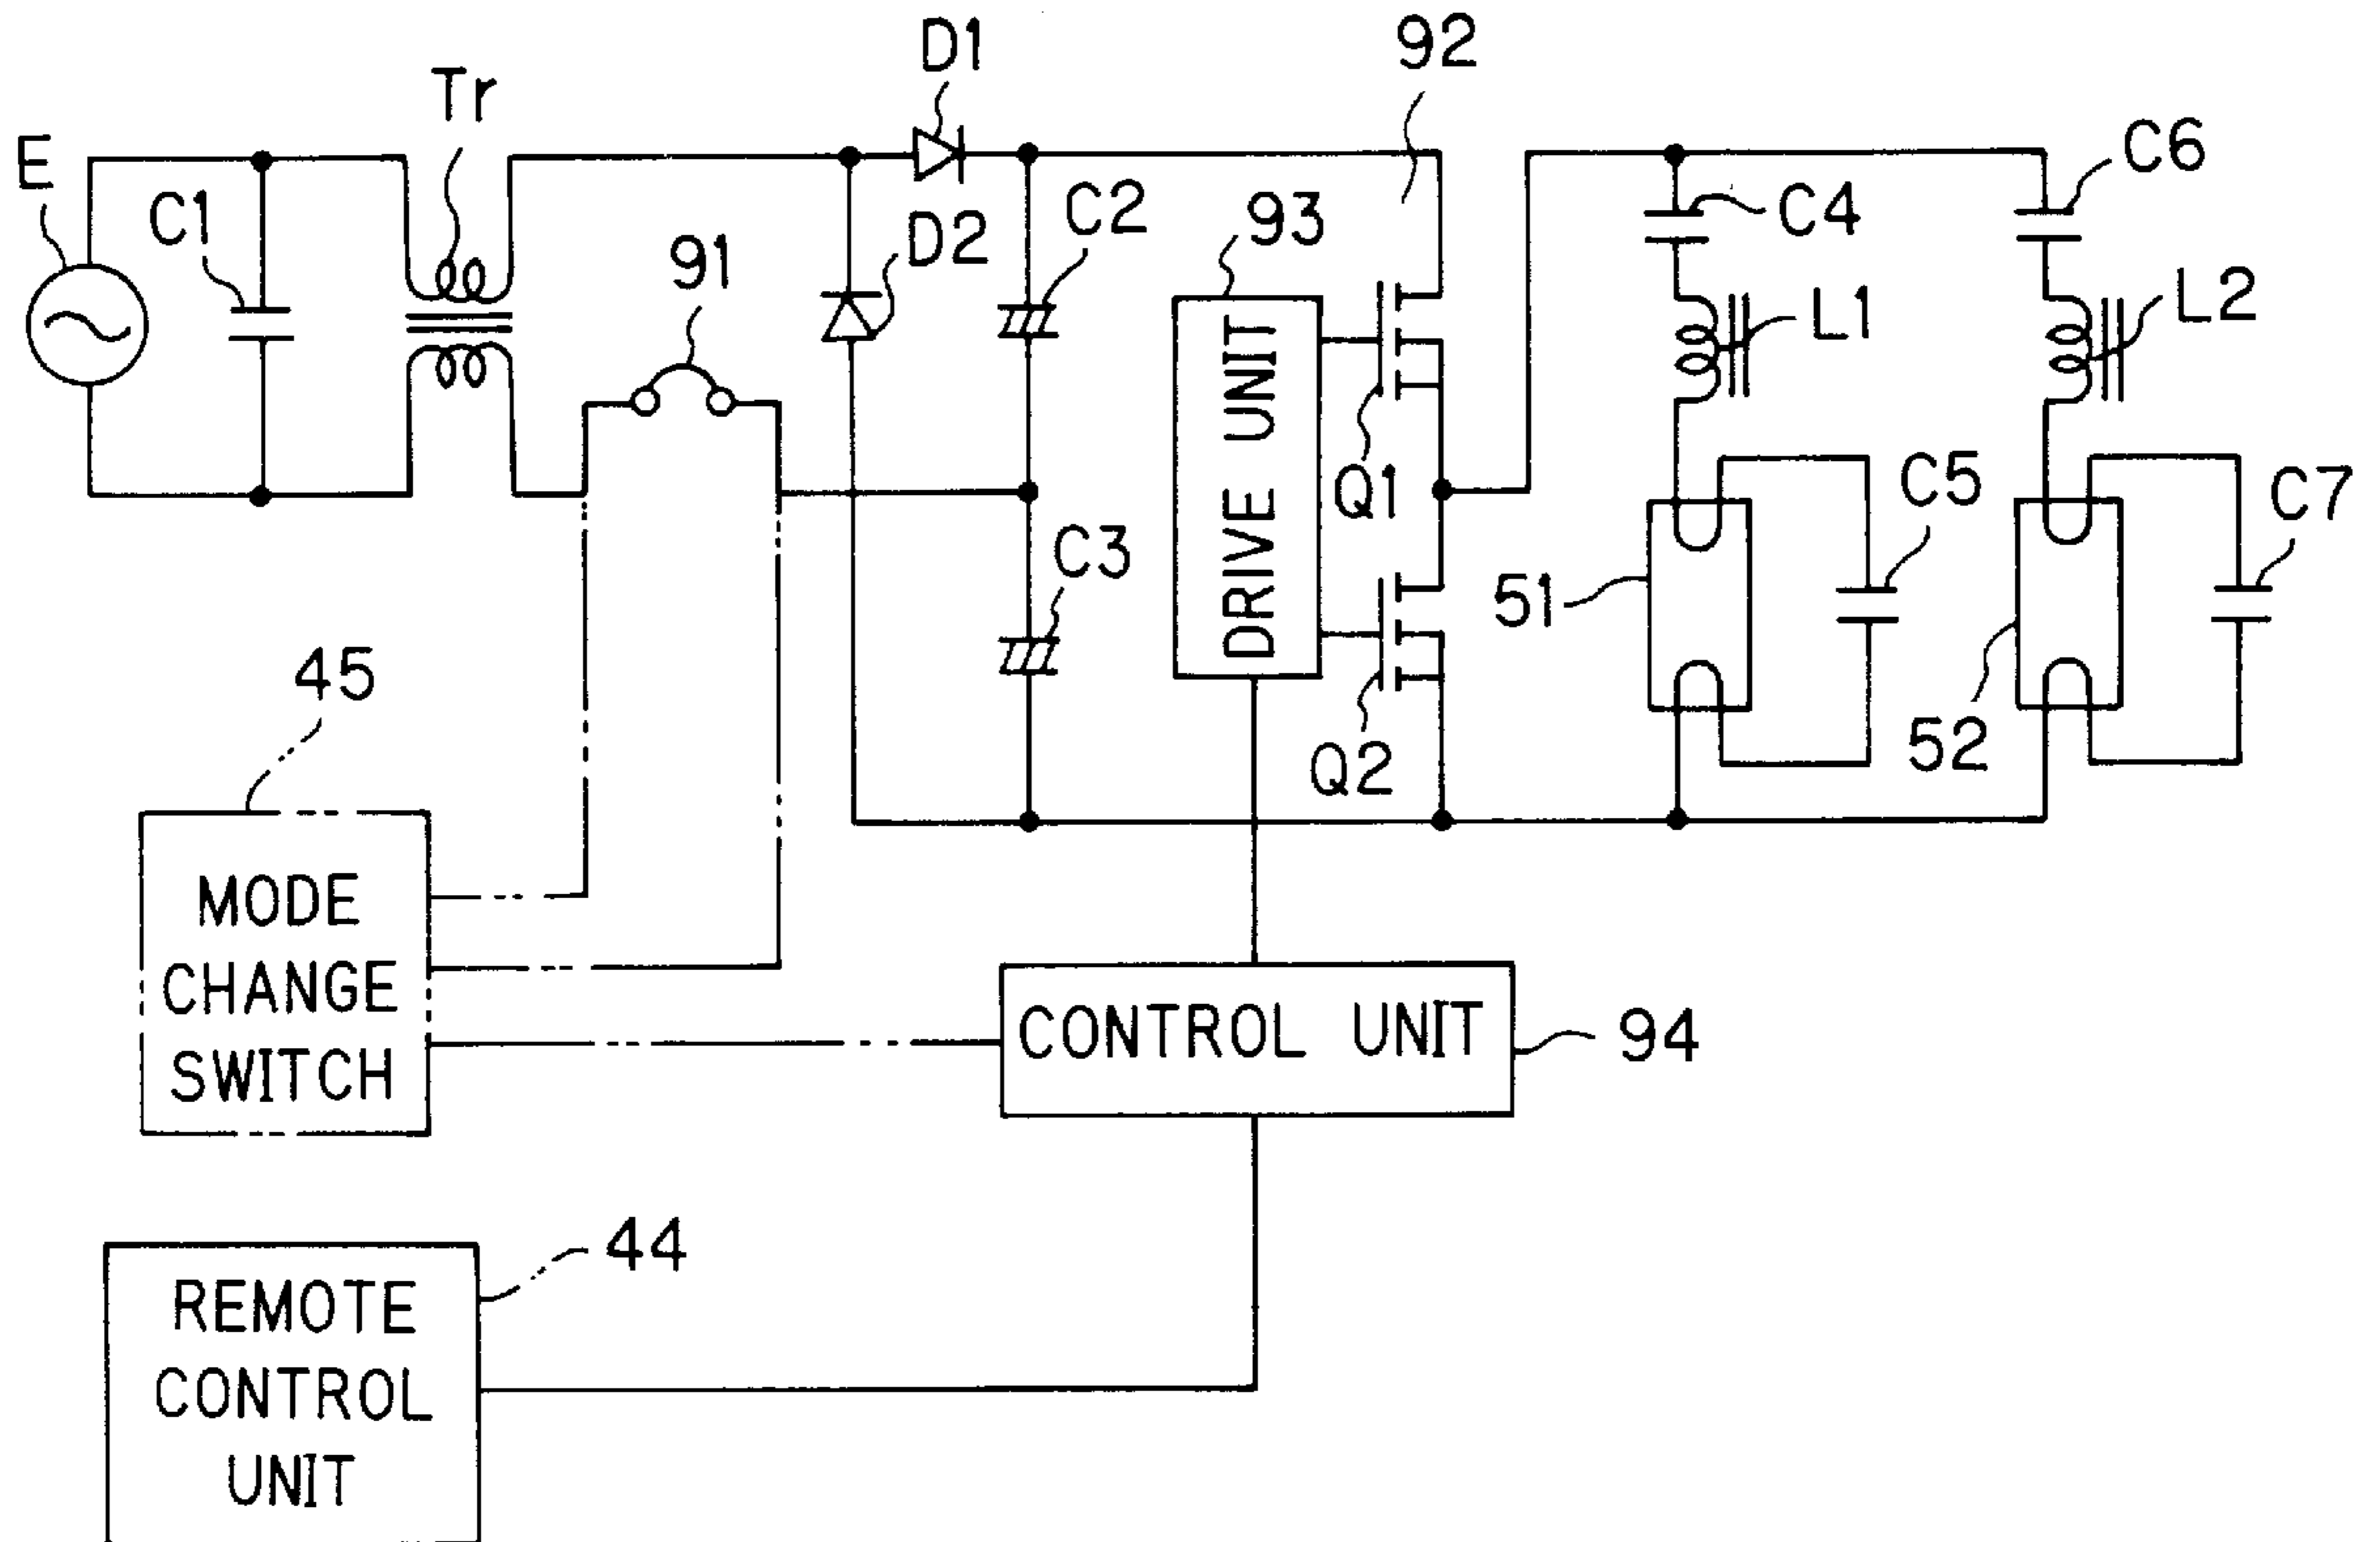 D1
92
Tr
E
C6
C1
C2
C4
93
D2
91
L2
L1
DRIVE UNIT
Q1
C5
C7
C3
51
45
52
Q2
MODE
CHANGE
SWITCH
CONTROL UNIT
94
44
REMOTE
CONTROL
UNIT